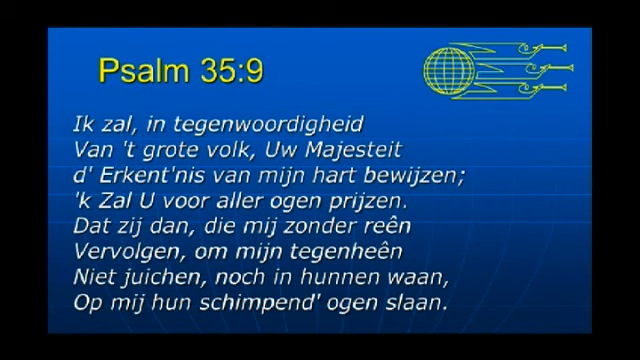 Psalm 35:9
Ik zal, in tegenwoordigheid
Van 't grote volk, Uw Majesteit
d' Erkent'nis van mijn hart bewijzen;
'k Zal U voor aller ogen prijzen.
Dat zij dan, die mij zonder reên
Vervolgen, om mijn tegenheên
Niet juichen, noch in hunnen waan,
Op mij hun schimpend' ogen slaan.